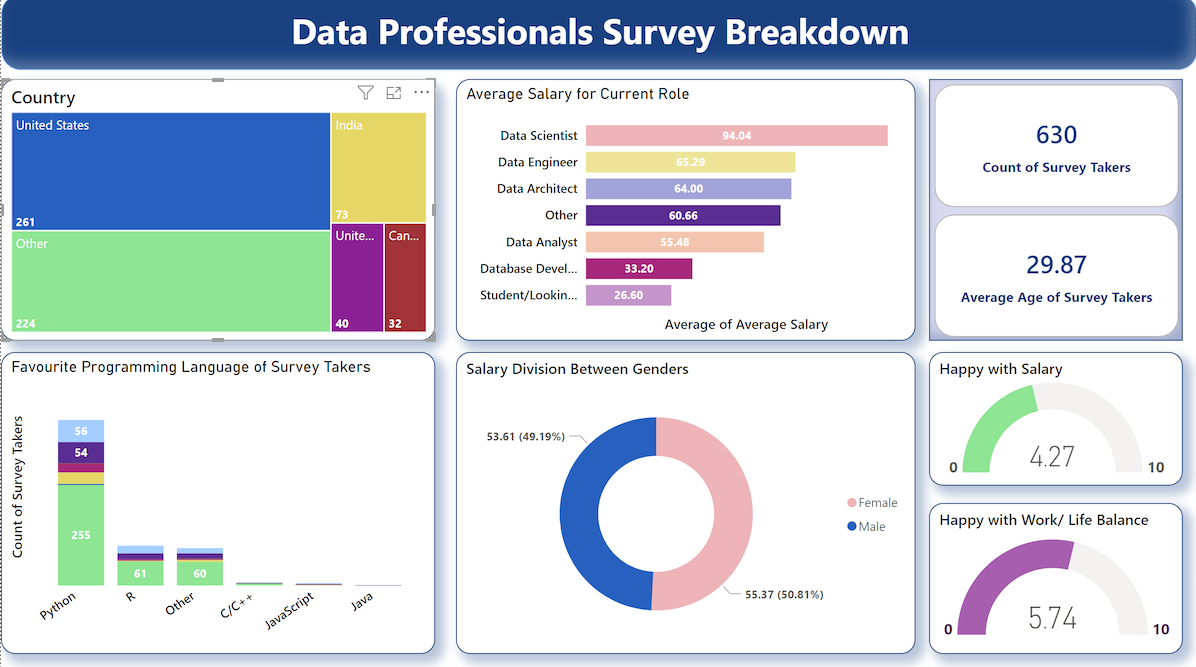 Data Professionals Survey Breakdown
Country
United States
261
Other
224
India
73
Unite...
40
Can...
32
Average Salary for Current Role
Data Scientist 94.04
Data Engineer 65.29
Data Architect 64.00
Other 60.66
Data Analyst 55.48
Database Devel... 33.20
Student/Lookin... 26.60
Average of Average Salary
630
Count of Survey Takers
29.87
Average Age of Survey Takers
Favourite Programming Language of Survey Takers
Count of Survey Takers
56
54
255
61
60
Python
R
Other
C/C++
JavaScript
Java
Salary Division Between Genders
53.61 (49.19%)
55.37 (50.81%)
Female
Male
Happy with Salary
4.27
0
10
Happy with Work/ Life Balance
5.74
0
10